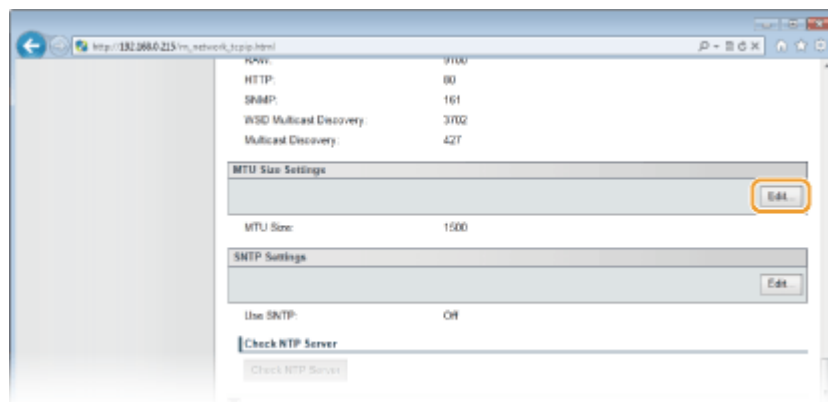 http://192.168.0.215/m_network_tcpip.html
RAW: 9100
HTTP: 80
SNMP: 161
WSD Multicast Discovery: 3702
Multicast Discovery: 427
MTU Size Settings
Edit...
MTU Size: 1500
SNTP Settings
Edit...
Use SNTP: Off
Check NTP Server
Check NTP Server